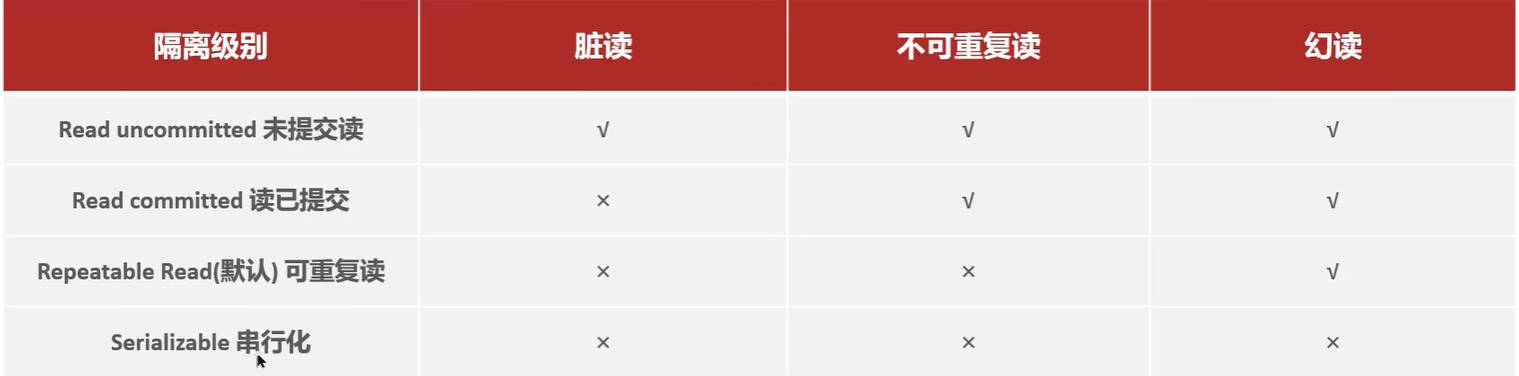 隔离级别 脏读 不可重复读 幻读
Read uncommitted 未提交读 √ √ √
Read committed 读已提交 × √ √
Repeatable Read(默认) 可重复读 × × √
Serializable 串行化 × × ×